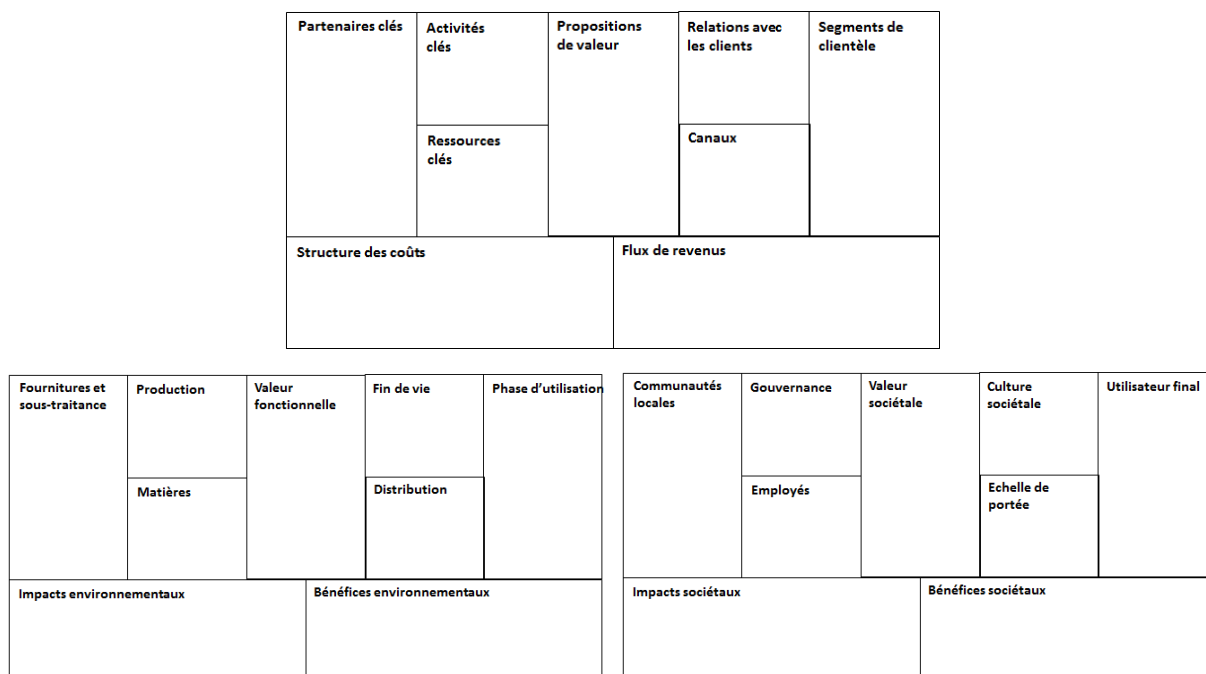 Partenaires clés
Activités
clés
Propositions
de valeur
Relations avec
les clients
Segments de
clientèle
Ressources
clés
Canaux
Structure des coûts
Flux de revenus
Fournitures et
sous-traitance
Production
Valeur
fonctionnelle
Fin de vie
Phase d'utilisation
Matières
Distribution
Impacts environnementaux
Bénéfices environnementaux
Communautés
locales
Gouvernance
Valeur
sociétale
Culture
sociétale
Utilisateur final
Employés
Echelle de
portée
Impacts sociétaux
Bénéfices sociétaux